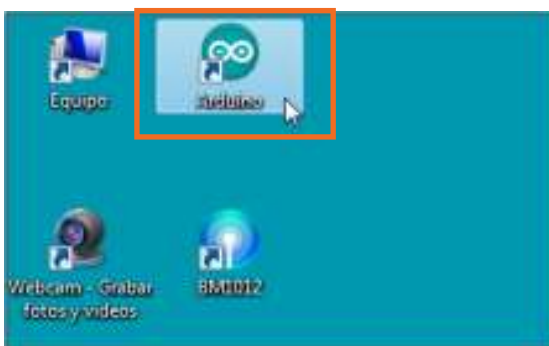 Equipo
Arduino
Webcam - Grabar
fotos y videos
BM1012